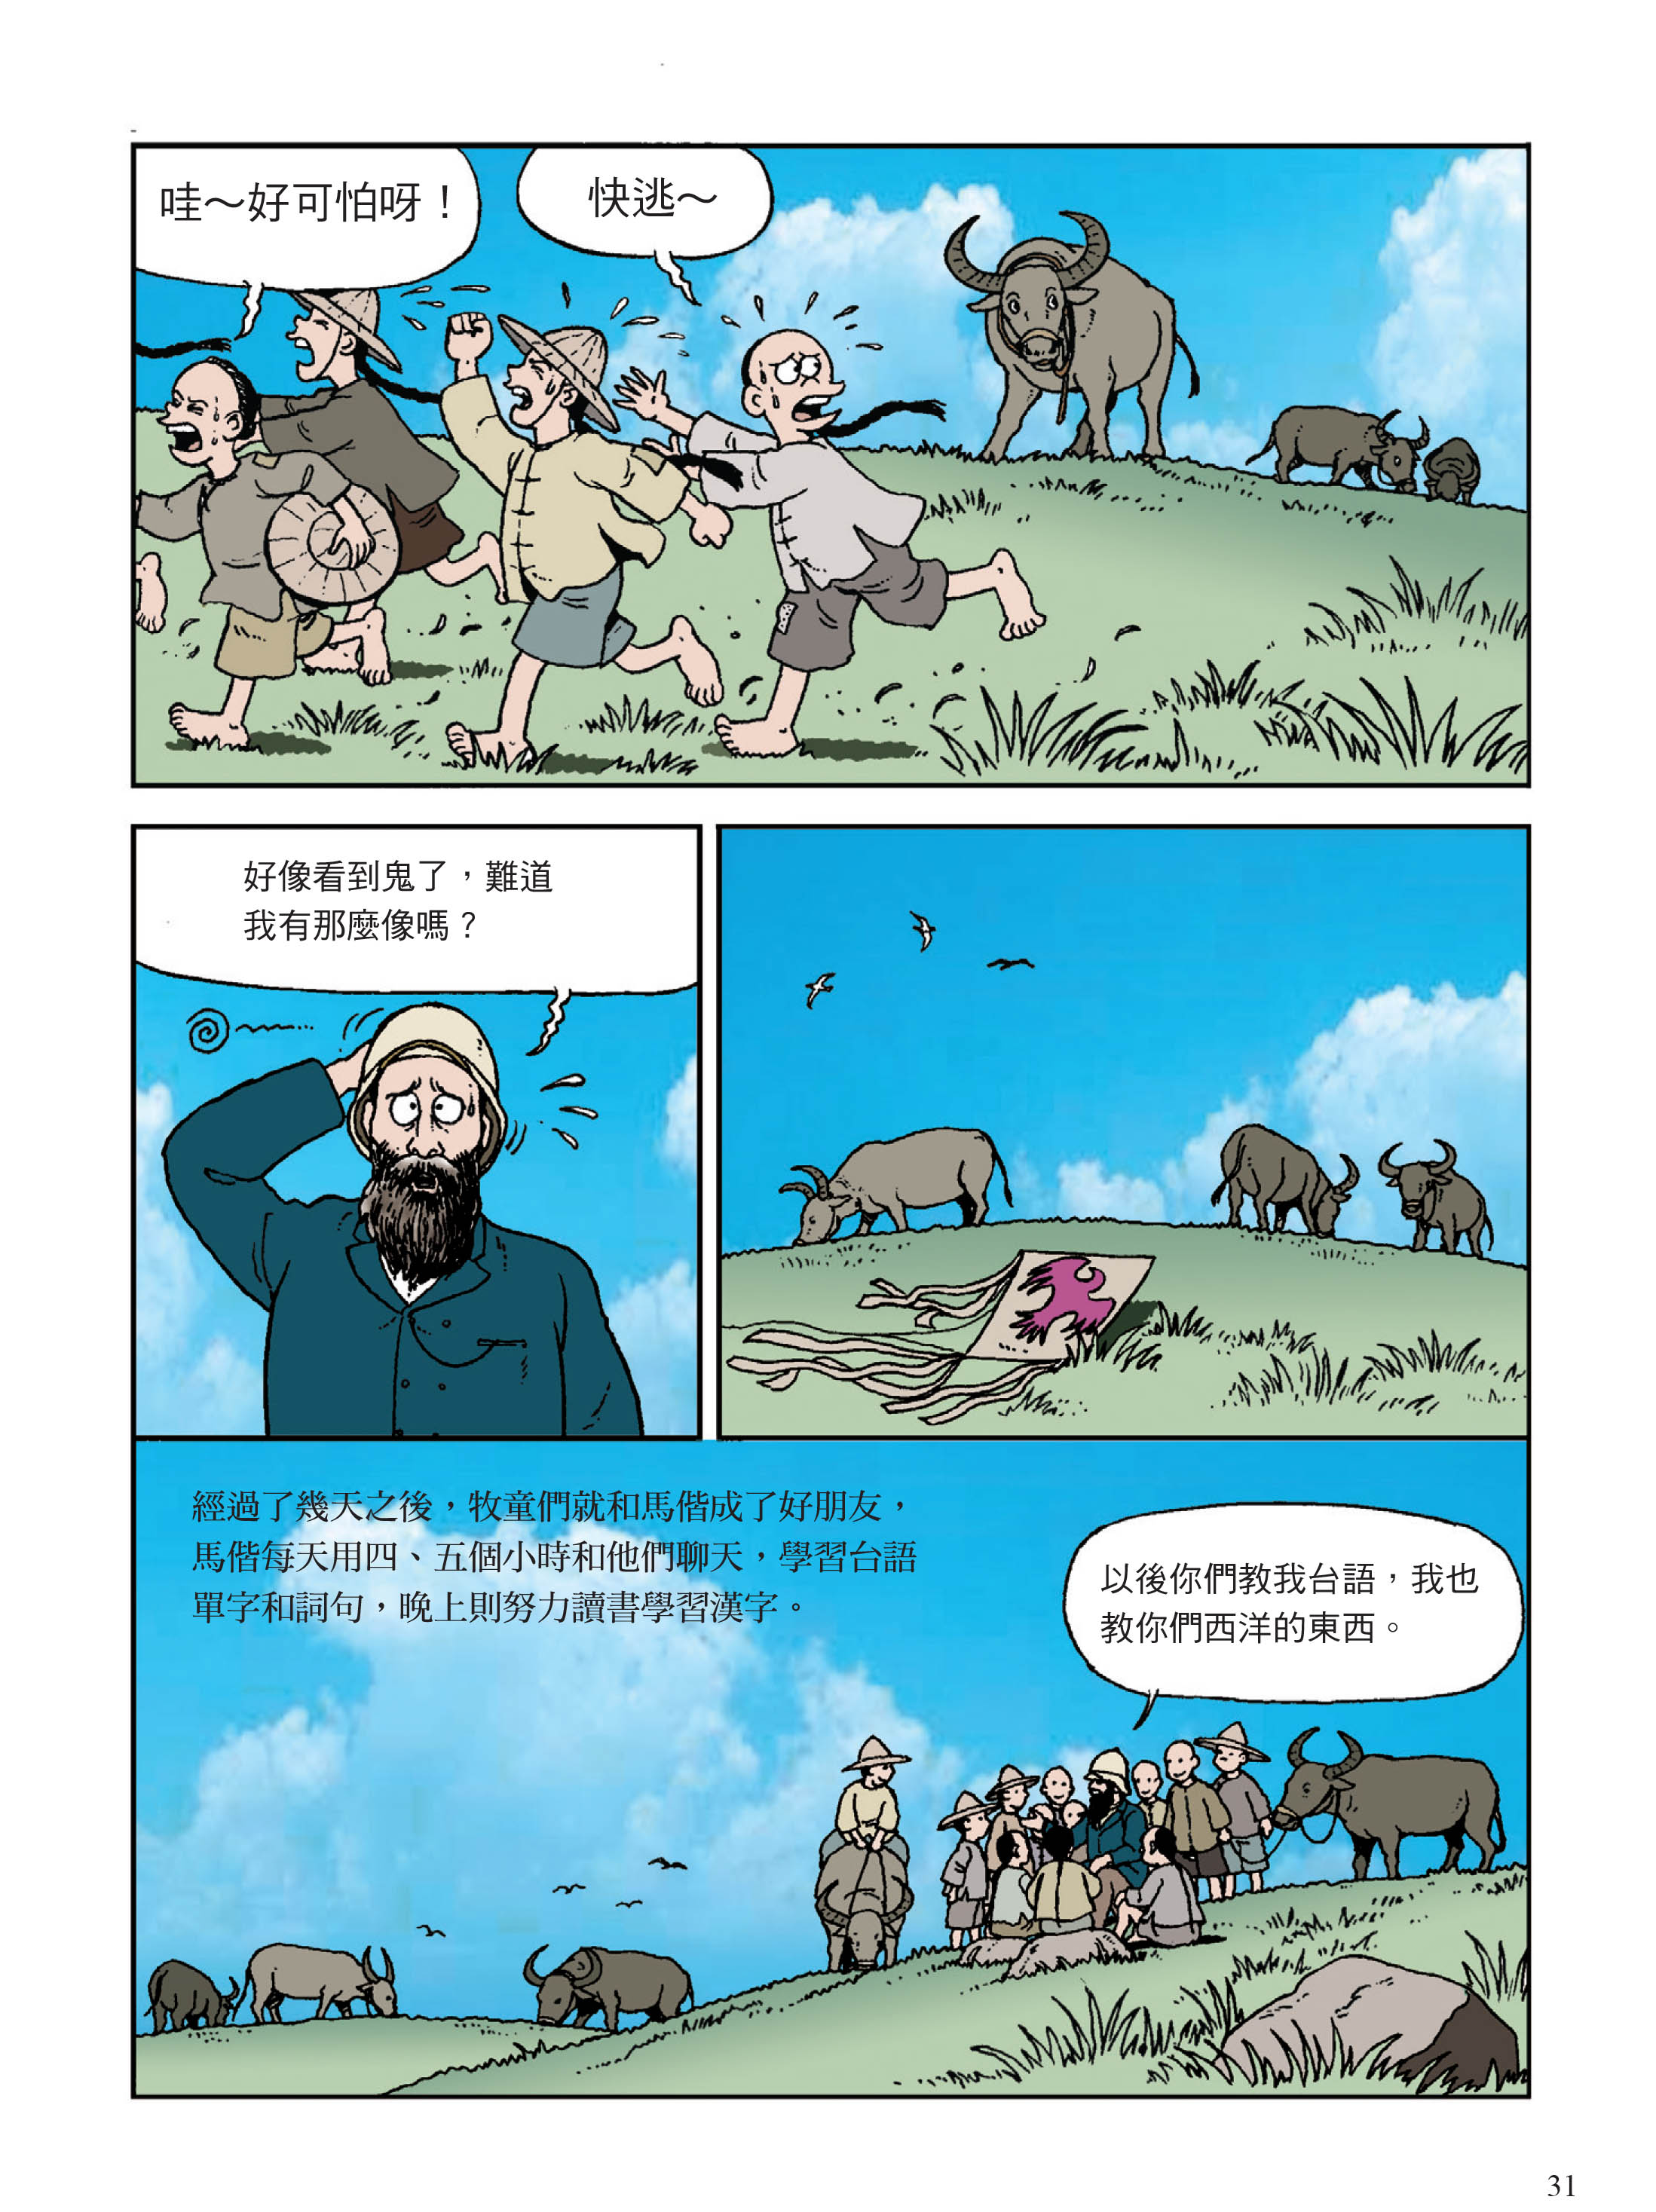 哇～好可怕呀！
快逃～
好像看到鬼了，難道
我有那麼像嗎？
經過了幾天之後，牧童們就和馬偕成了好朋友，
馬偕每天用四、五個小時和他們聊天，學習台語
單字和詞句，晚上則努力讀書學習漢字。
以後你們教我台語，我也
教你們西洋的東西。
31